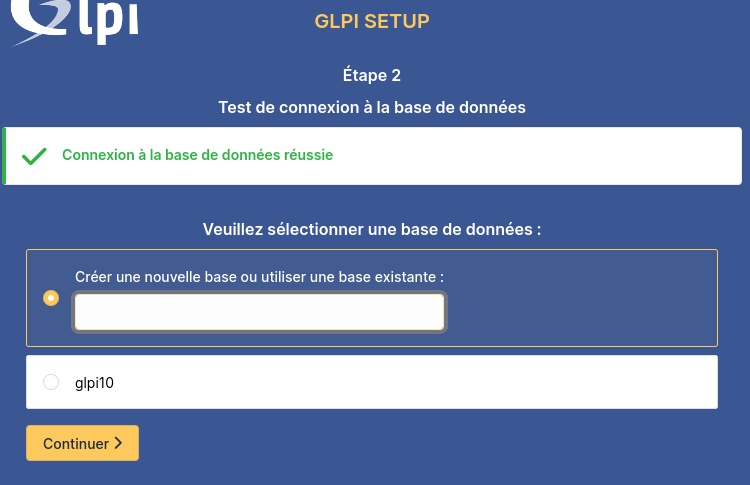 Glpi
GLPI SETUP
Étape 2
Test de connexion à la base de données
Connexion à la base de données réussie
Veuillez sélectionner une base de données :
Créer une nouvelle base ou utiliser une base existante :
glpi10
Continuer